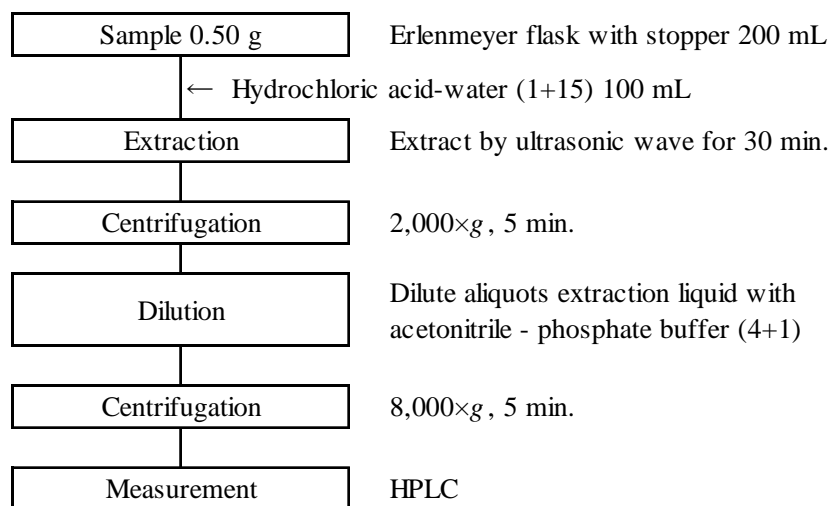 Sample 0.50 g Erlenmeyer flask with stopper 200 mL
← Hydrochloric acid-water (1+15) 100 mL
Extraction Extract by ultrasonic wave for 30 min.
Centrifugation 2,000×g , 5 min.
Dilution Dilute aliquots extraction liquid with
acetonitrile - phosphate buffer (4+1)
Centrifugation 8,000×g , 5 min.
Measurement HPLC